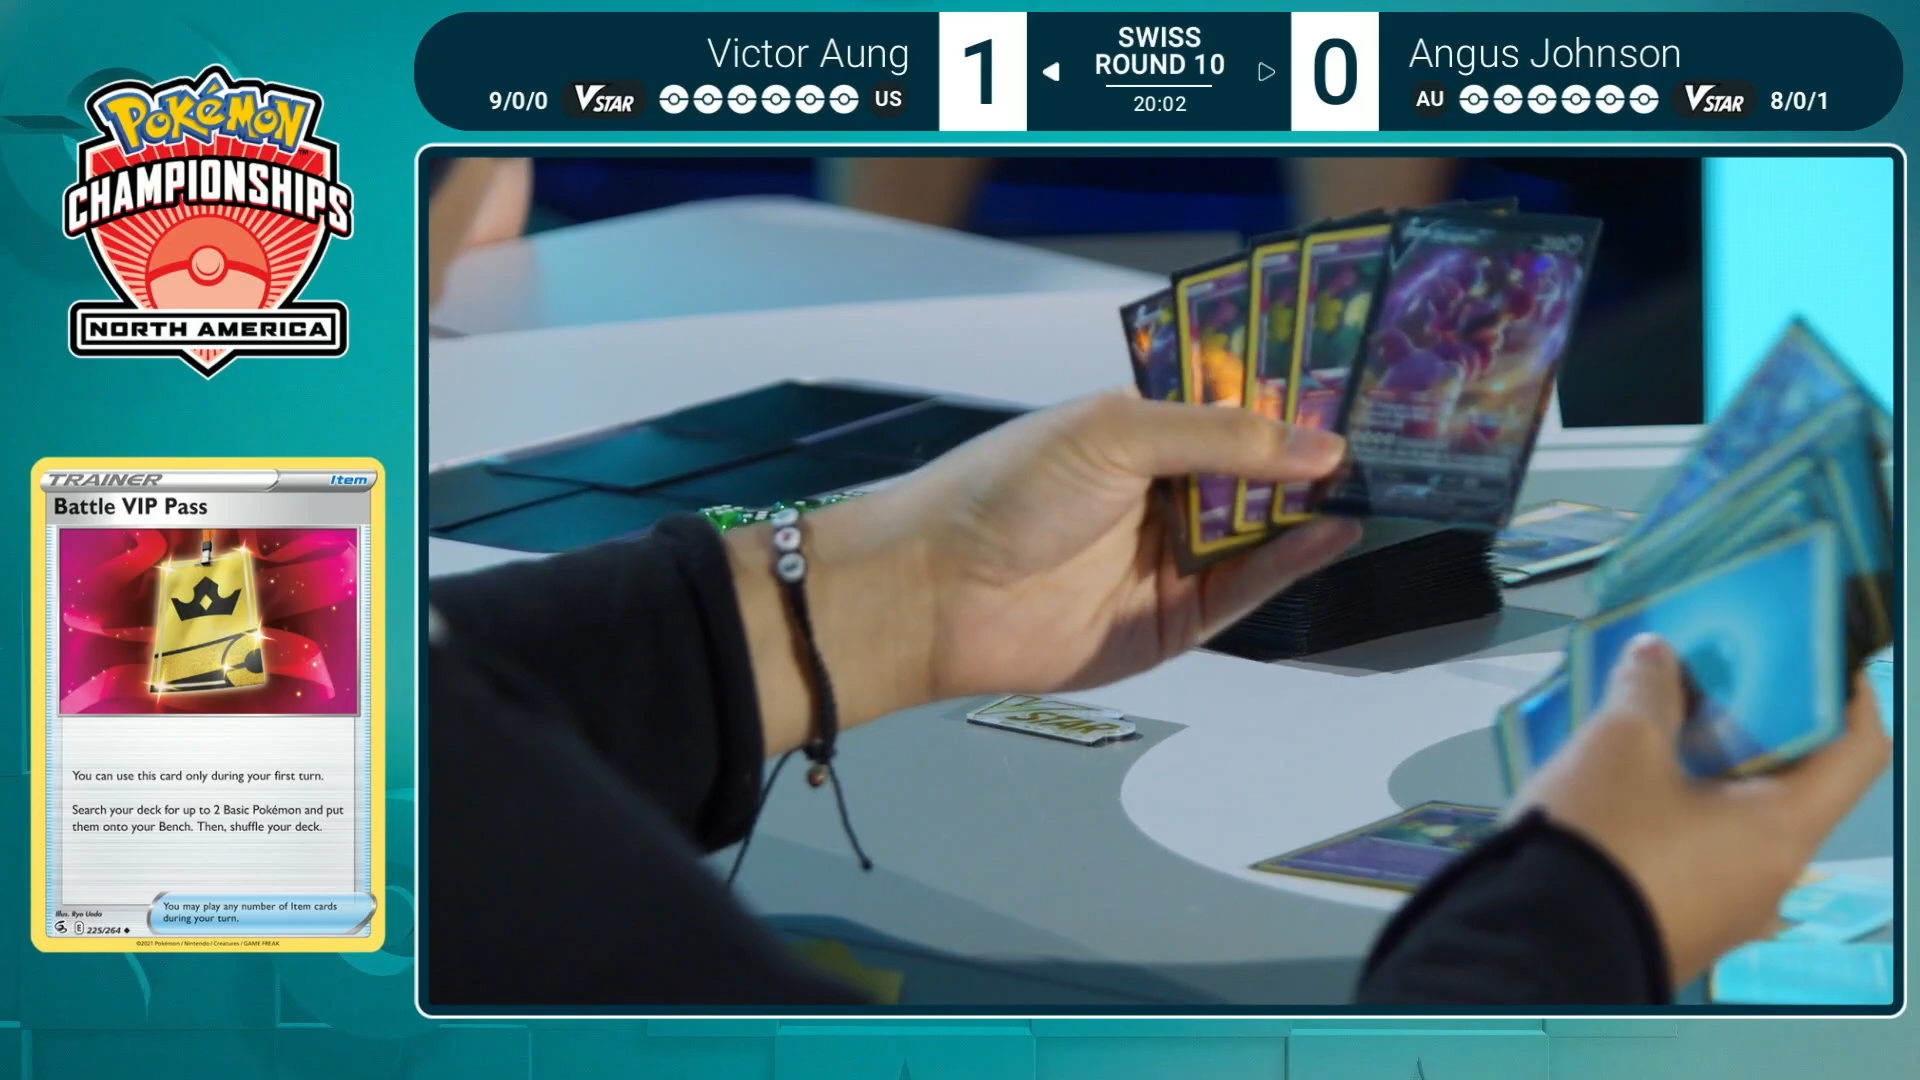 Victor Aung
9/0/0
VSTAR
US
1
SWISS
ROUND 10
20:02
0
Angus Johnson
AU
VSTAR
8/0/1
POKéMON
CHAMPIONSHIPS
NORTH AMERICA
TRAINER
Item
Battle VIP Pass
You can use this card only during your first turn.
Search your deck for up to 2 Basic Pokémon and put
them onto your Bench. Then, shuffle your deck.
You may play any number of Item cards
during your turn.
Illus. Ryo Ueda
E 225/264
©2021 Pokémon / Nintendo / Creatures / GAME FREAK
VSTAR